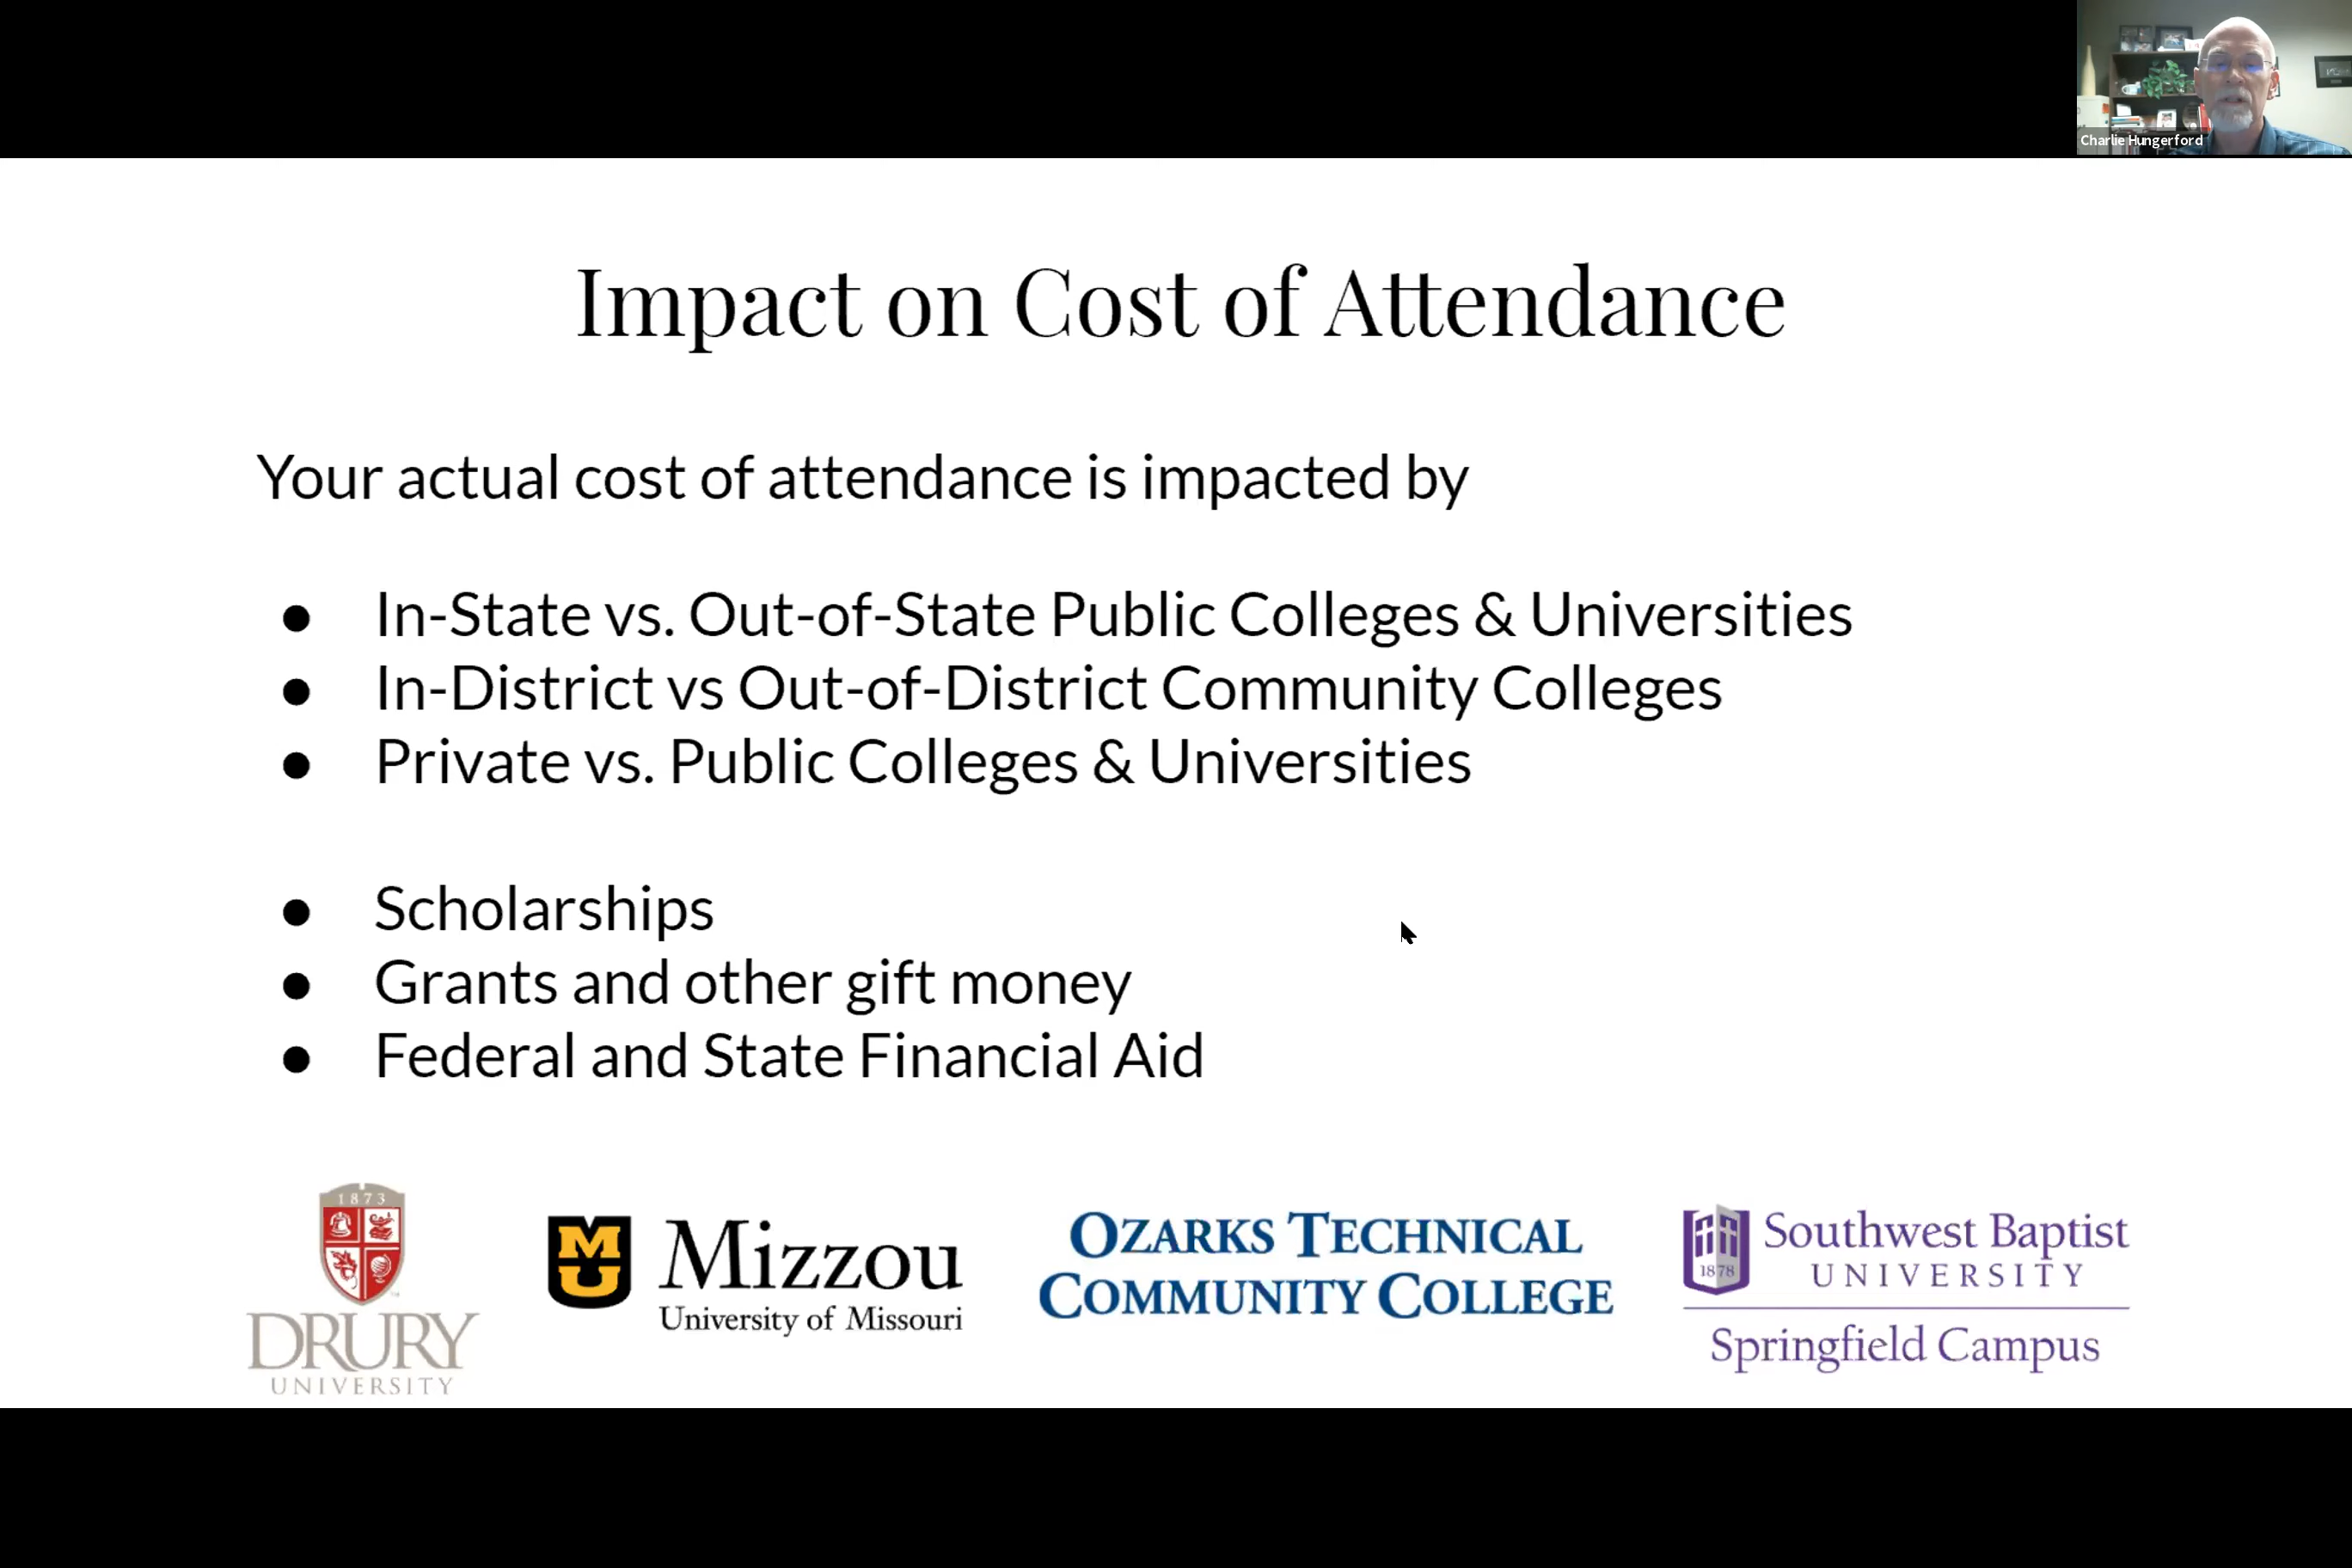 Charlie Hungerford
Impact on Cost of Attendance
Your actual cost of attendance is impacted by
● In-State vs. Out-of-State Public Colleges & Universities
● In-District vs Out-of-District Community Colleges
● Private vs. Public Colleges & Universities
● Scholarships
● Grants and other gift money
● Federal and State Financial Aid
1873
DRURY
UNIVERSITY
MU
Mizzou
University of Missouri
OZARKS TECHNICAL
COMMUNITY COLLEGE
1878
Southwest Baptist
UNIVERSITY
Springfield Campus